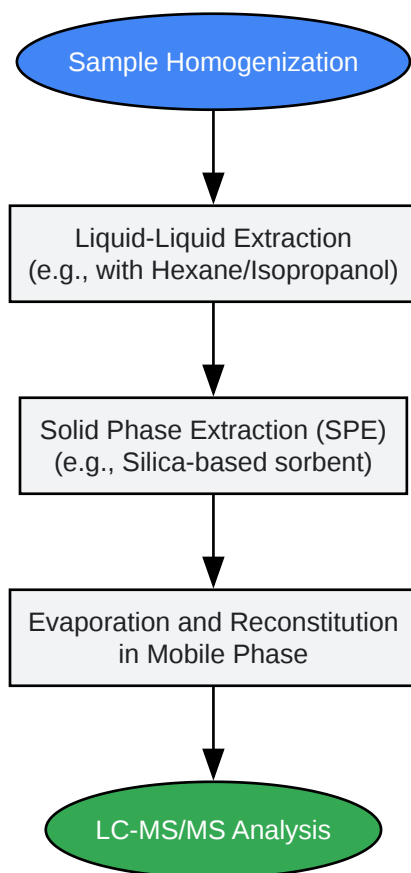 Sample Homogenization
Liquid-Liquid Extraction
(e.g., with Hexane/Isopropanol)
Solid Phase Extraction (SPE)
(e.g., Silica-based sorbent)
Evaporation and Reconstitution
in Mobile Phase
LC-MS/MS Analysis